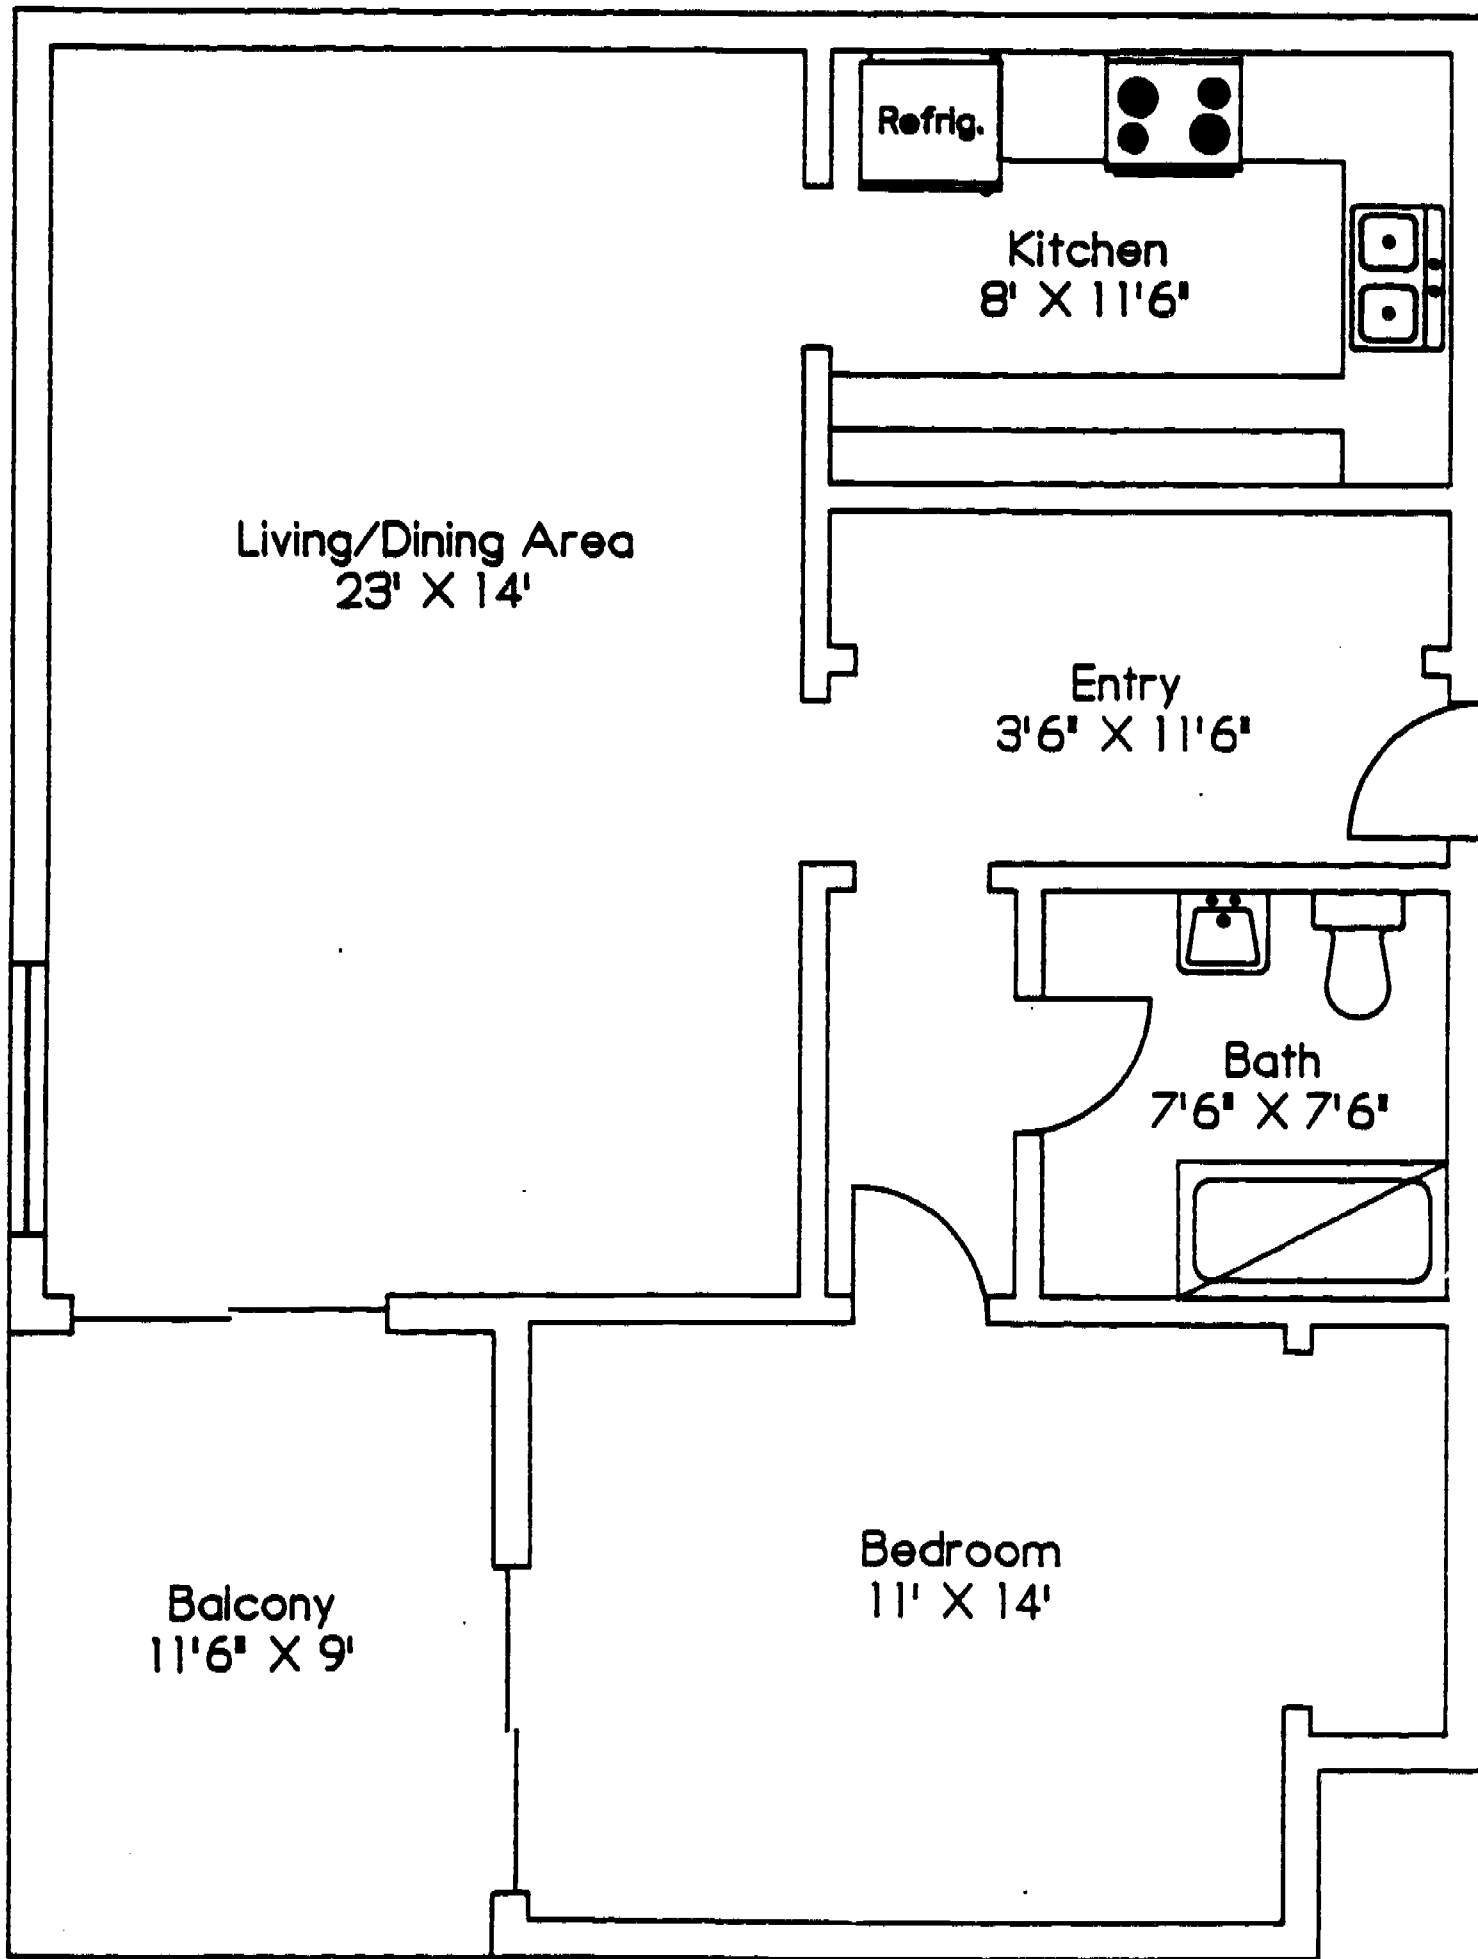 Refrig.
Kitchen
8' X 11'6"
Living/Dining Area
23' X 14'
Entry
3'6" X 11'6"
Bath
7'6" X 7'6"
Bedroom
11' X 14'
Balcony
11'6" X 9'